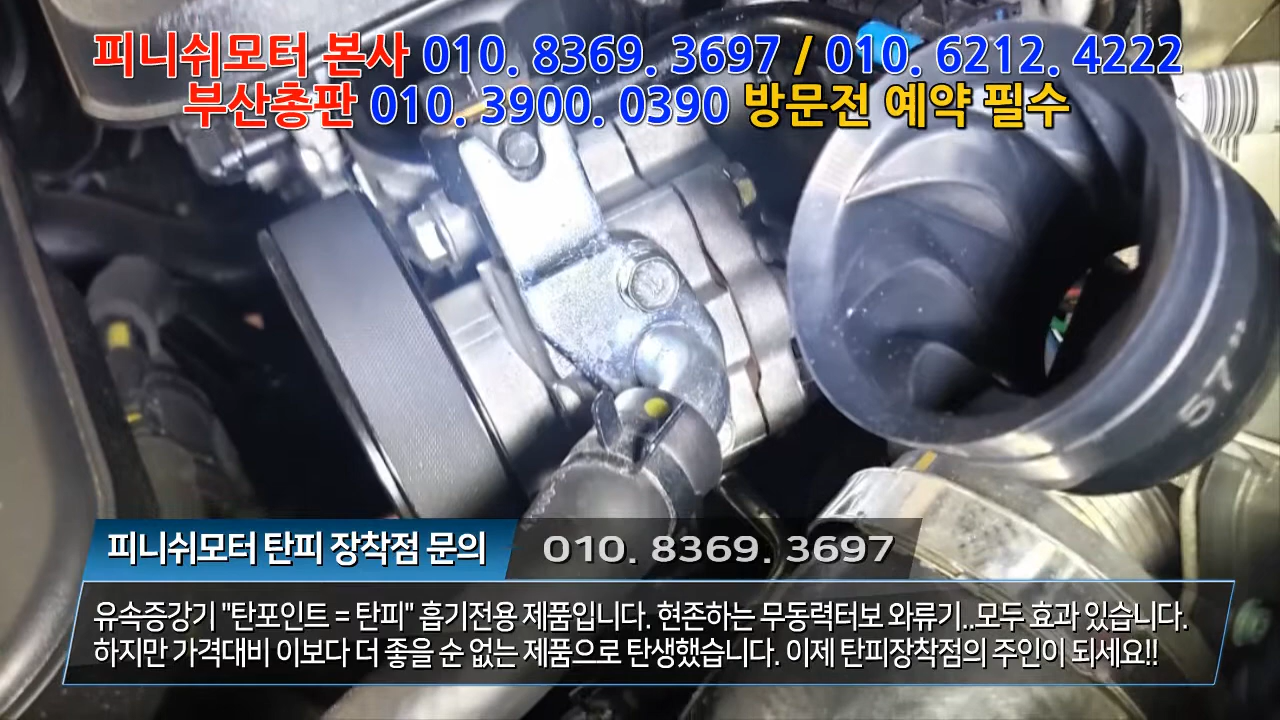 피니쉬모터 본사 010. 8369. 3697 / 010. 6212. 4222
부산총판 010. 3900. 0390 방문전 예약 필수
57"
피니쉬모터 탄피 장착점 문의 010. 8369. 3697
유속증강기 "탄포인트 = 탄피" 흡기전용 제품입니다. 현존하는 무동력터보 와류기..모두 효과 있습니다.
하지만 가격대비 이보다 더 좋을 순 없는 제품으로 탄생했습니다. 이제 탄피장착점의 주인이 되세요!!